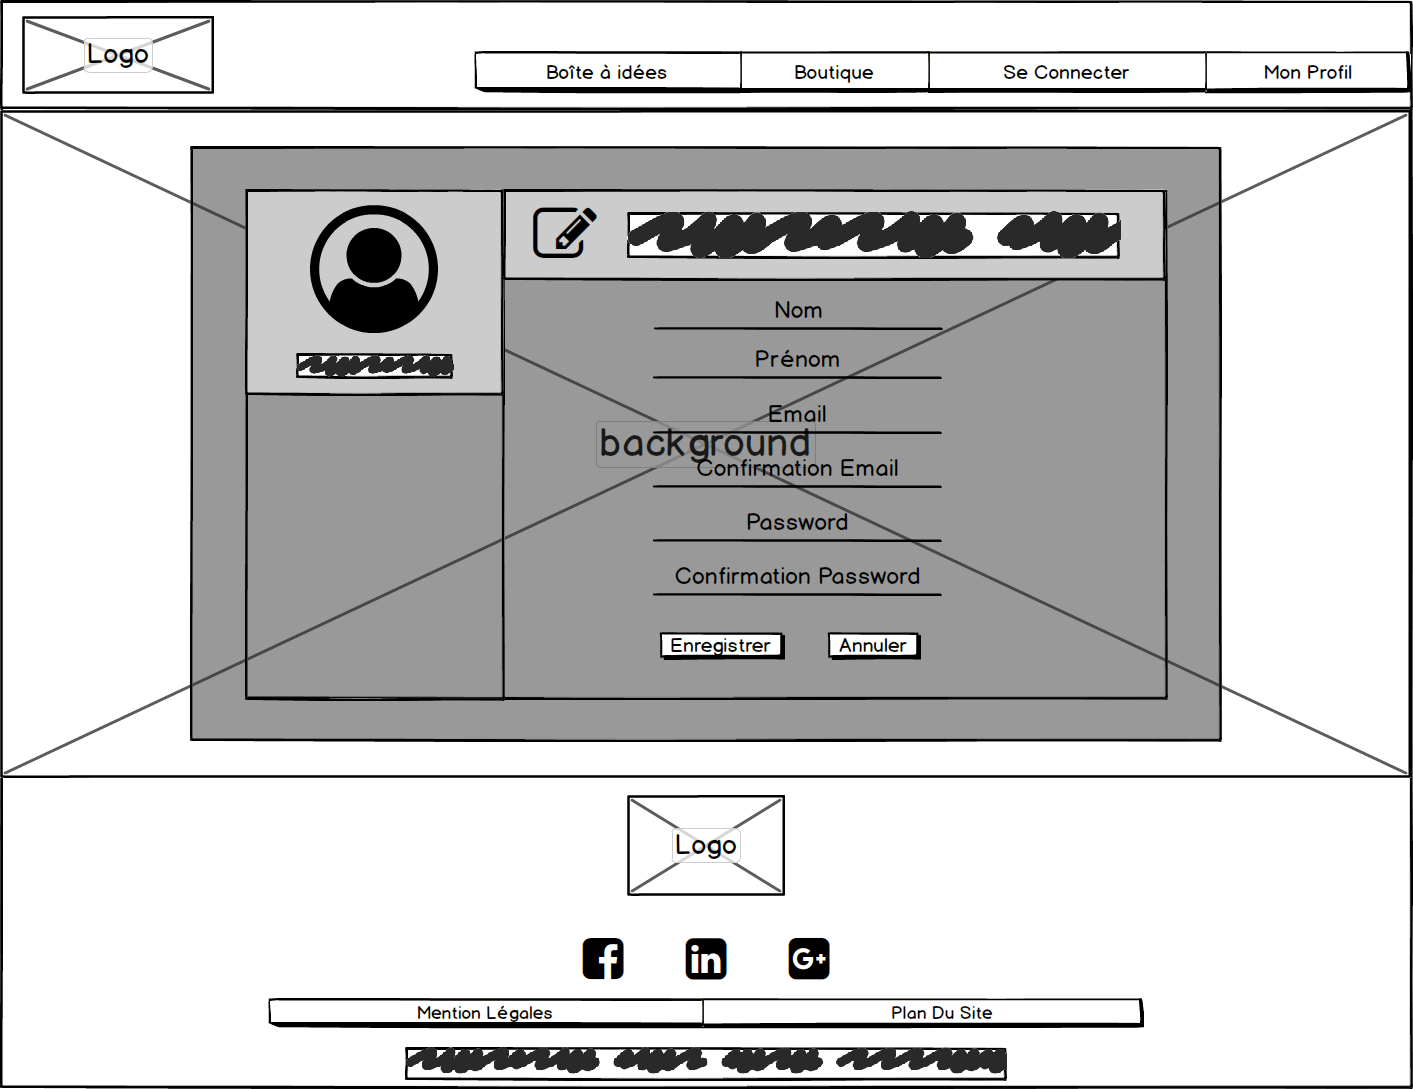 Logo
Boîte à idées
Boutique
Se Connecter
Mon Profil
Nom
Prénom
Email
background
Confirmation Email
Password
Confirmation Password
Enregistrer
Annuler
Logo
f
in
G+
Mention Légales
Plan Du Site